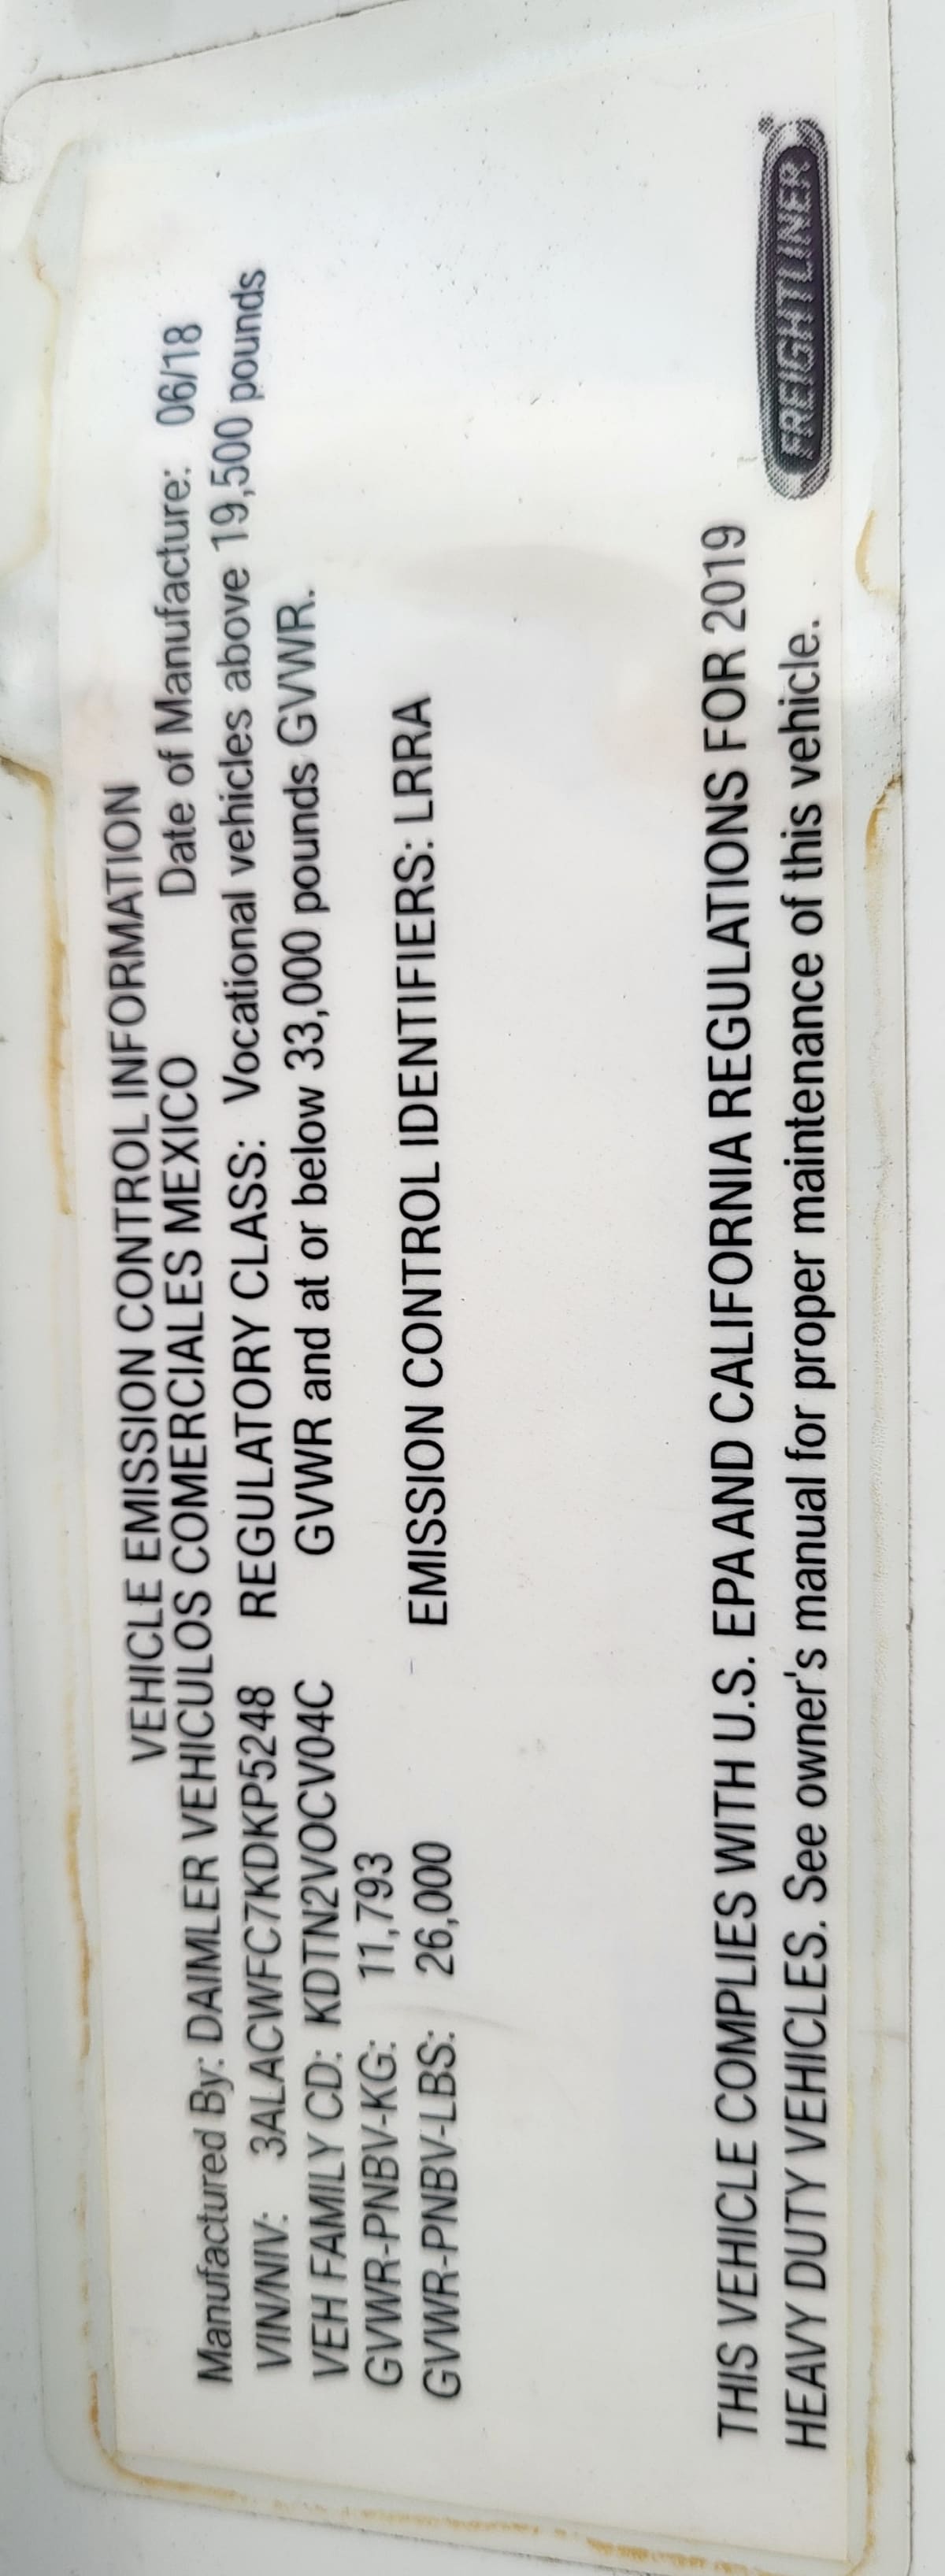 VEHICLE EMISSION CONTROL INFORMATION
Manufactured By: DAIMLER VEHICULOS COMERCIALES MEXICO Date of Manufacture: 06/18
VIN/NIV: 3ALACWFC7KDKP5248 REGULATORY CLASS: Vocational vehicles above 19,500 pounds
VEH FAMILY CD: KDTN2VOCV04C GVWR and at or below 33,000 pounds GVWR.
GVWR-PNBV-KG: 11,793
GVWR-PNBV-LBS: 26,000 EMISSION CONTROL IDENTIFIERS: LRRA
THIS VEHICLE COMPLIES WITH U.S. EPA AND CALIFORNIA REGULATIONS FOR 2019
HEAVY DUTY VEHICLES. See owner's manual for proper maintenance of this vehicle.
FREIGHTLINER